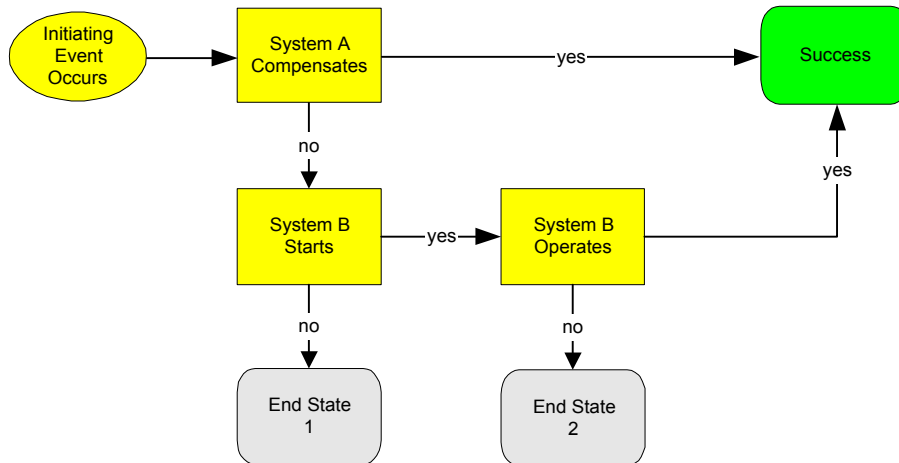 Initiating
Event
Occurs
System A
Compensates
yes
Success
no
yes
System B
Starts
yes
System B
Operates
no
no
End State
1
End State
2